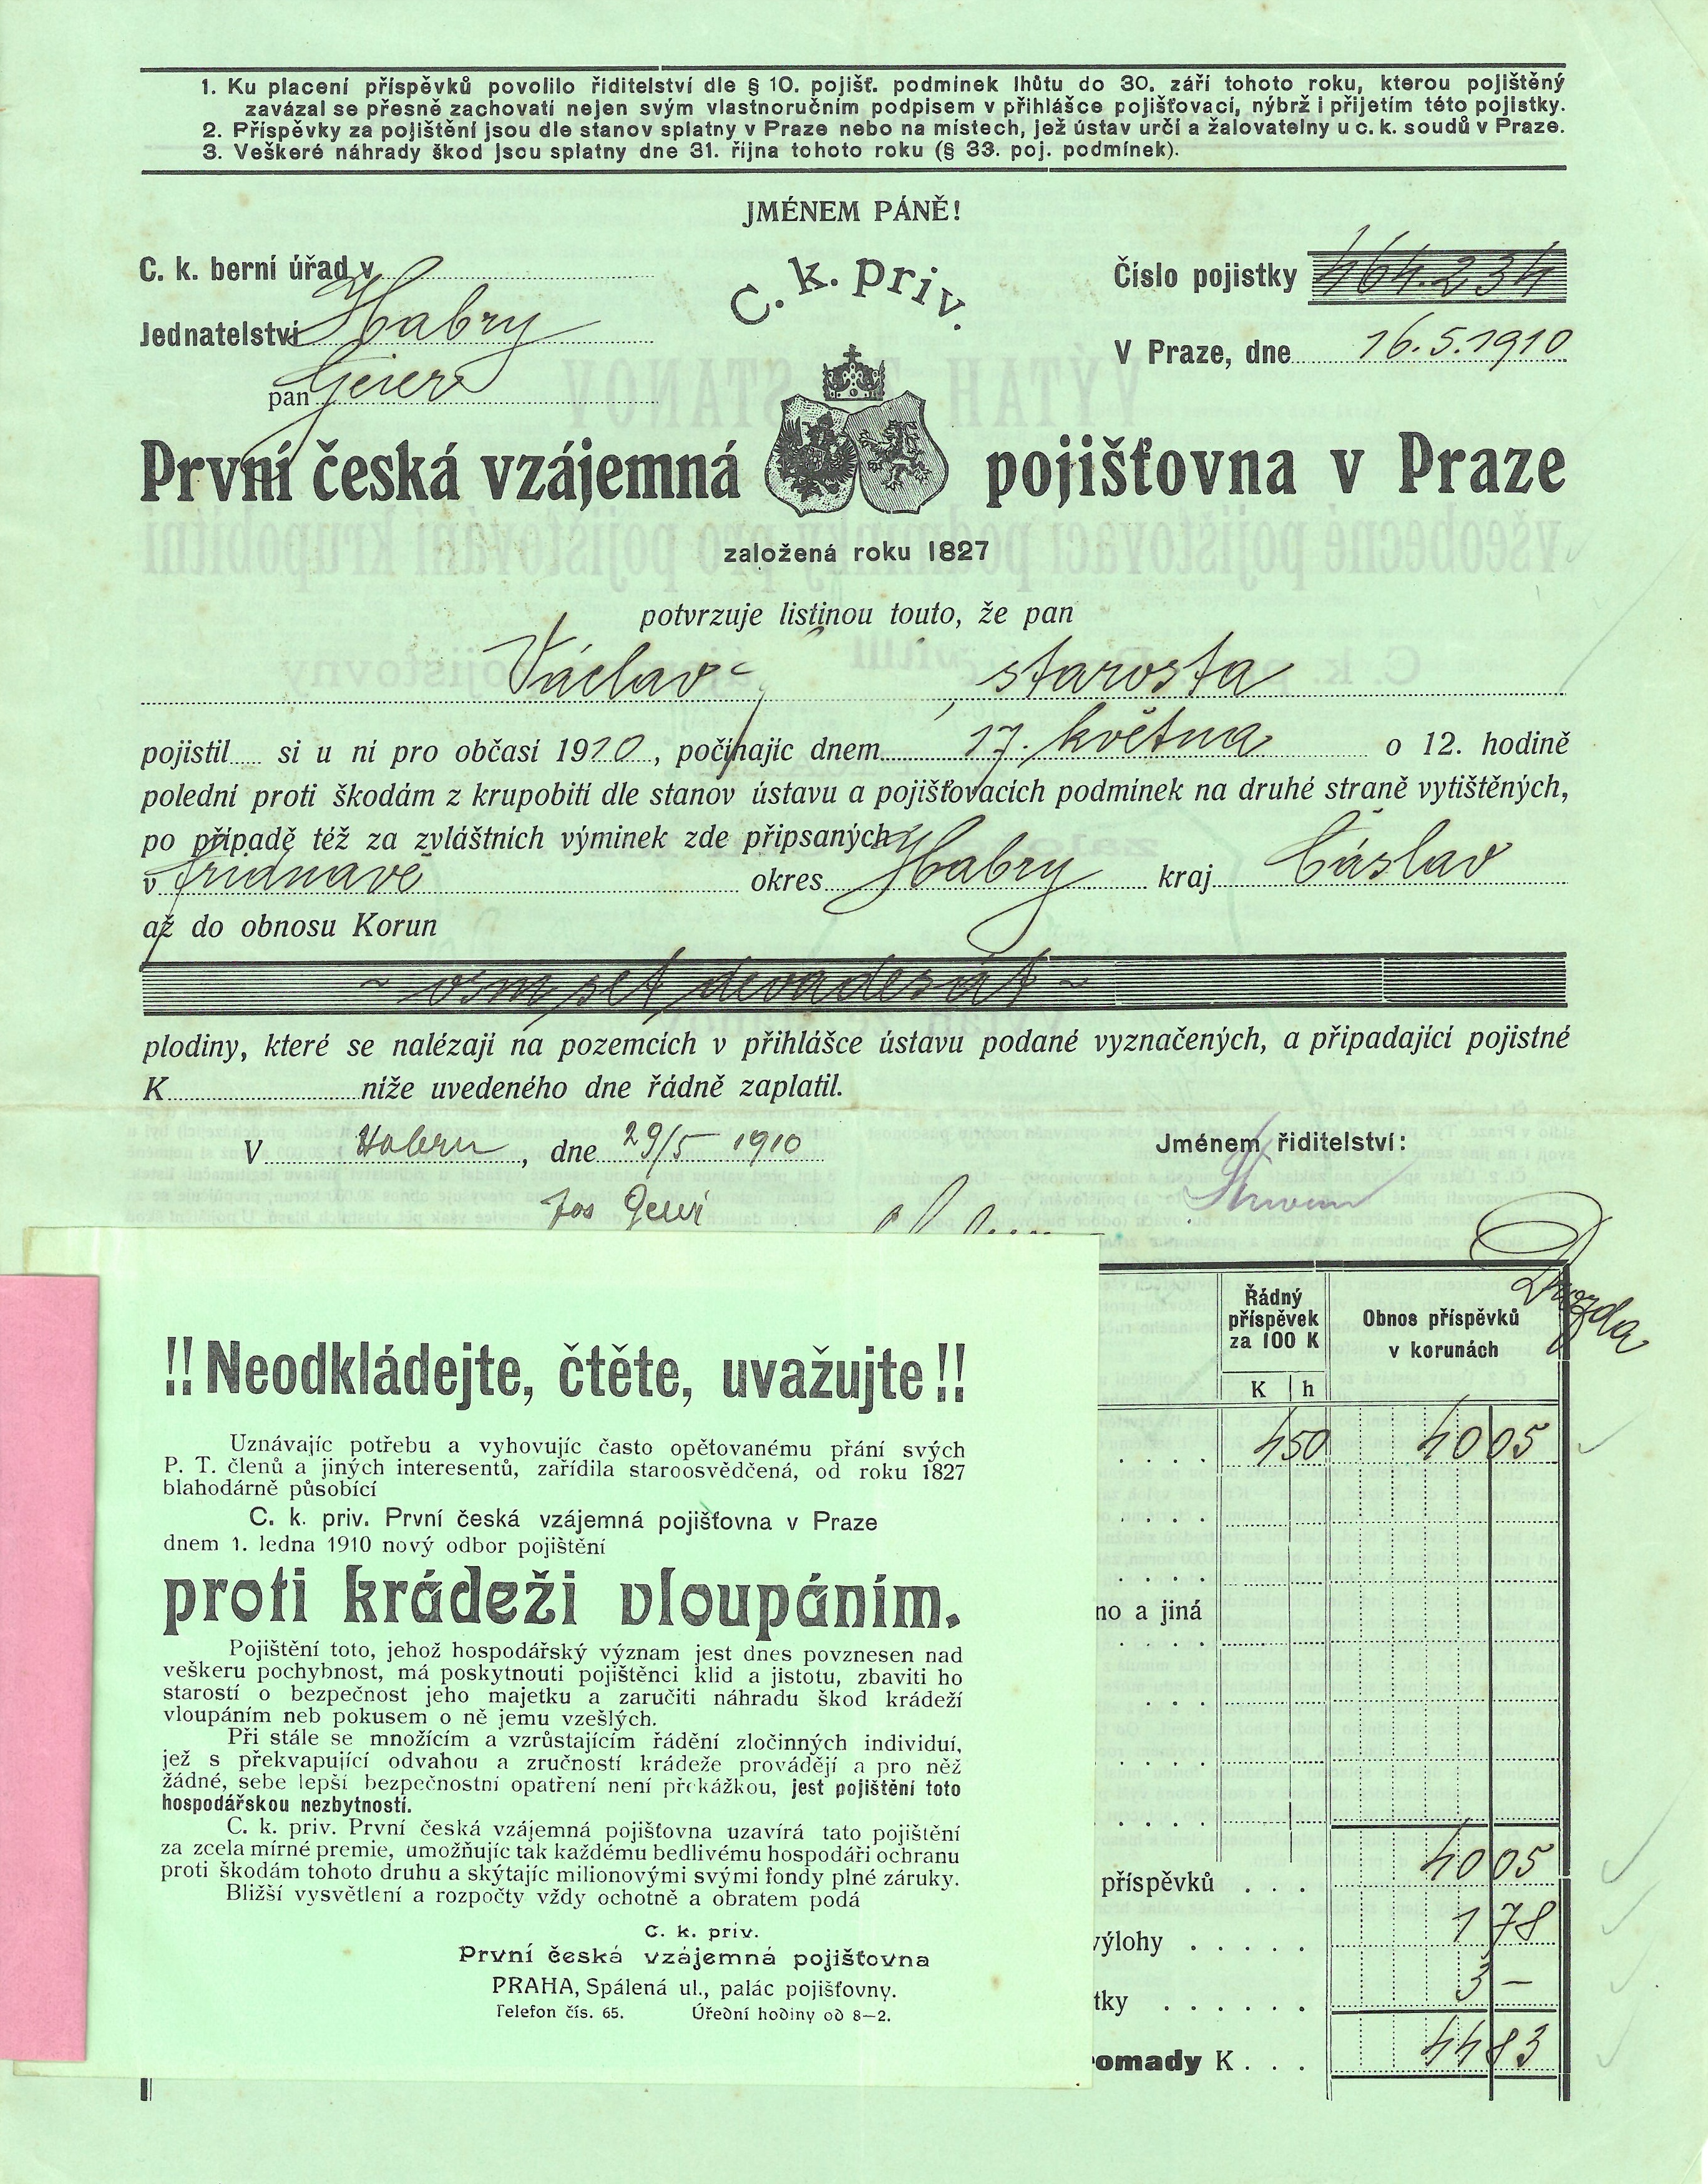 1. Ku placení příspěvků povolilo řiditelství dle § 10. pojišť. podmínek lhůtu do 30. září tohoto roku, kterou pojištěný
zavázal se přesně zachovati nejen svým vlastnoručním podpisem v přihlášce pojišťovací, nýbrž i přijetím této pojistky.
2. Příspěvky za pojištění jsou dle stanov splatny v Praze nebo na místech, jež ústav určí a žalovatelny u c. k. soudů v Praze.
3. Veškeré náhrady škod jsou splatny dne 31. října tohoto roku (§ 33. poj. podmínek).
JMÉNEM PÁNĚ!
C. k. berní úřad v
Jednatelství Habry
pan Geier
C. k. priv.
Číslo pojistky 464.234
V Praze, dne 16.5.1910
První česká vzájemná pojišťovna v Praze
založená roku 1827
potvrzuje listinou touto, že pan
Václav , starosta
pojistil si u ní pro občasí 1910, počínajíc dnem 17. května o 12. hodině
polední proti škodám z krupobití dle stanov ústavu a pojišťovacích podmínek na druhé straně vytištěných,
po případě též za zvláštních výminek zde připsaných
v Frýdnavě okres Habry kraj Čáslav
až do obnosu Korun
~ osm set devadesát ~
plodiny, které se nalézají na pozemcích v přihlášce ústavu podané vyznačených, a připadající pojistné
K níže uvedeného dne řádně zaplatil.
V Habru, dne 29/5 1910
Jménem řiditelství:
Jos Geier
Drozda
Řádný
příspěvek
za 100 K
K h
Obnos příspěvků
v korunách
450 4005
no a jiná
příspěvků . . . 4005
výlohy . . . . . 178
tky . . . . . . 3 —
omady K . . . 4483
!! Neodkládejte, čtěte, uvažujte !!
Uznávajíc potřebu a vyhovujíc často opětovanému přání svých
P. T. členů a jiných interesentů, zařídila staroosvědčená, od roku 1827
blahodárně působící
C. k. priv. První česká vzájemná pojišťovna v Praze
dnem 1. ledna 1910 nový odbor pojištění
proti krádeži vloupáním.
Pojištění toto, jehož hospodářský význam jest dnes povznesen nad
veškeru pochybnost, má poskytnouti pojištěnci klid a jistotu, zbaviti ho
starostí o bezpečnost jeho majetku a zaručiti náhradu škod krádeží
vloupáním neb pokusem o ně jemu vzešlých.
Při stále se množícím a vzrůstajícím řádění zločinných individuí,
jež s překvapující odvahou a zručností krádeže provádějí a pro něž
žádné, sebe lepší bezpečnostní opatření není překážkou, jest pojištění toto
hospodářskou nezbytností.
C. k. priv. První česká vzájemná pojišťovna uzavírá tato pojištění
za zcela mírné premie, umožňujíc tak každému bedlivému hospodáři ochranu
proti škodám tohoto druhu a skýtajíc milionovými svými fondy plné záruky.
Bližší vysvětlení a rozpočty vždy ochotně a obratem podá
C. k. priv.
První česká vzájemná pojišťovna
PRAHA, Spálená ul., palác pojišťovny.
Telefon čís. 65. Úřední hodiny od 8—2.